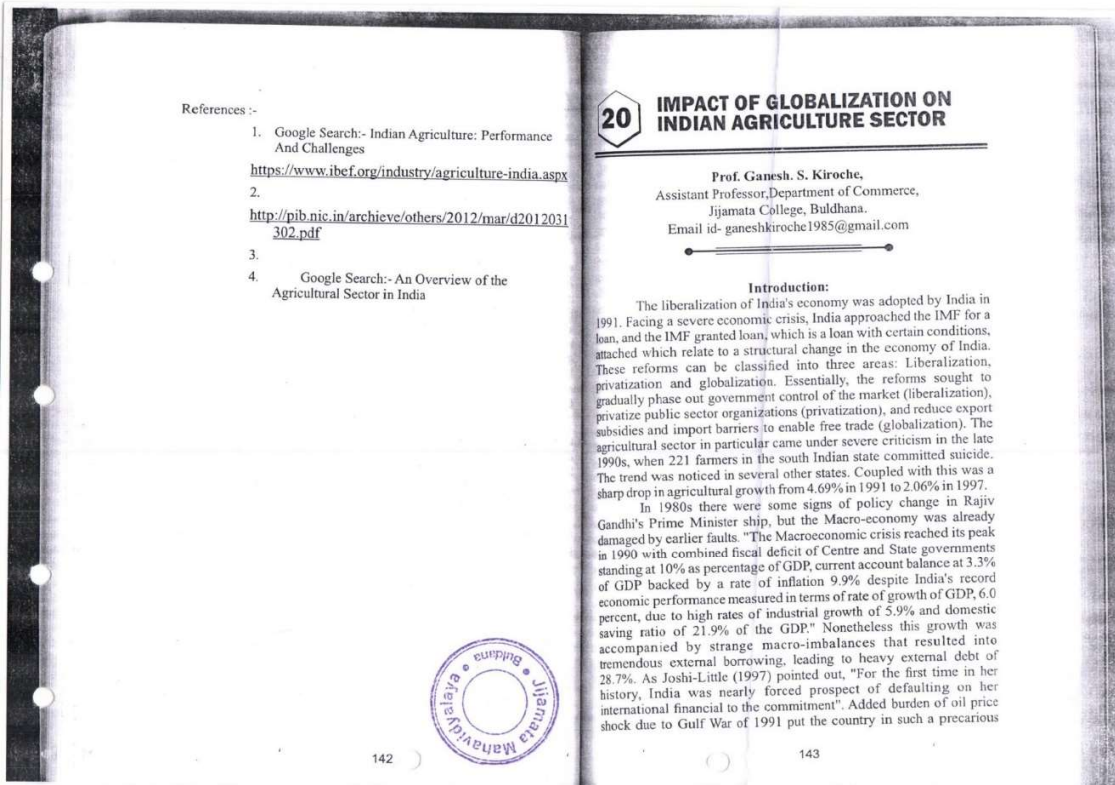 References :-
1. Google Search:- Indian Agriculture: Performance
And Challenges
https://www.ibef.org/industry/agriculture-india.aspx
2.
http://pib.nic.in/archieve/others/2012/mar/d2012031
302.pdf
3.
4. Google Search:- An Overview of the
Agricultural Sector in India
Jijamata Mahavidyalaya
Buldana
142
20
IMPACT OF GLOBALIZATION ON
INDIAN AGRICULTURE SECTOR
Prof. Ganesh. S. Kiroche,
Assistant Professor,Department of Commerce,
Jijamata College, Buldhana.
Email id- ganeshkiroche1985@gmail.com
Introduction:
The liberalization of India's economy was adopted by India in
1991. Facing a severe economic crisis, India approached the IMF for a
loan, and the IMF granted loan, which is a loan with certain conditions,
attached which relate to a structural change in the economy of India.
These reforms can be classified into three areas: Liberalization,
privatization and globalization. Essentially, the reforms sought to
gradually phase out government control of the market (liberalization),
privatize public sector organizations (privatization), and reduce export
subsidies and import barriers to enable free trade (globalization). The
agricultural sector in particular came under severe criticism in the late
1990s, when 221 farmers in the south Indian state committed suicide.
The trend was noticed in several other states. Coupled with this was a
sharp drop in agricultural growth from 4.69% in 1991 to 2.06% in 1997.
In 1980s there were some signs of policy change in Rajiv
Gandhi's Prime Minister ship, but the Macro-economy was already
damaged by earlier faults. "The Macroeconomic crisis reached its peak
in 1990 with combined fiscal deficit of Centre and State governments
standing at 10% as percentage of GDP, current account balance at 3.3%
of GDP backed by a rate of inflation 9.9% despite India's record
economic performance measured in terms of rate of growth of GDP, 6.0
percent, due to high rates of industrial growth of 5.9% and domestic
saving ratio of 21.9% of the GDP." Nonetheless this growth was
accompanied by strange macro-imbalances that resulted into
tremendous external borrowing, leading to heavy external debt of
28.7%. As Joshi-Little (1997) pointed out, "For the first time in her
history, India was nearly forced prospect of defaulting on her
international financial to the commitment". Added burden of oil price
shock due to Gulf War of 1991 put the country in such a precarious
143